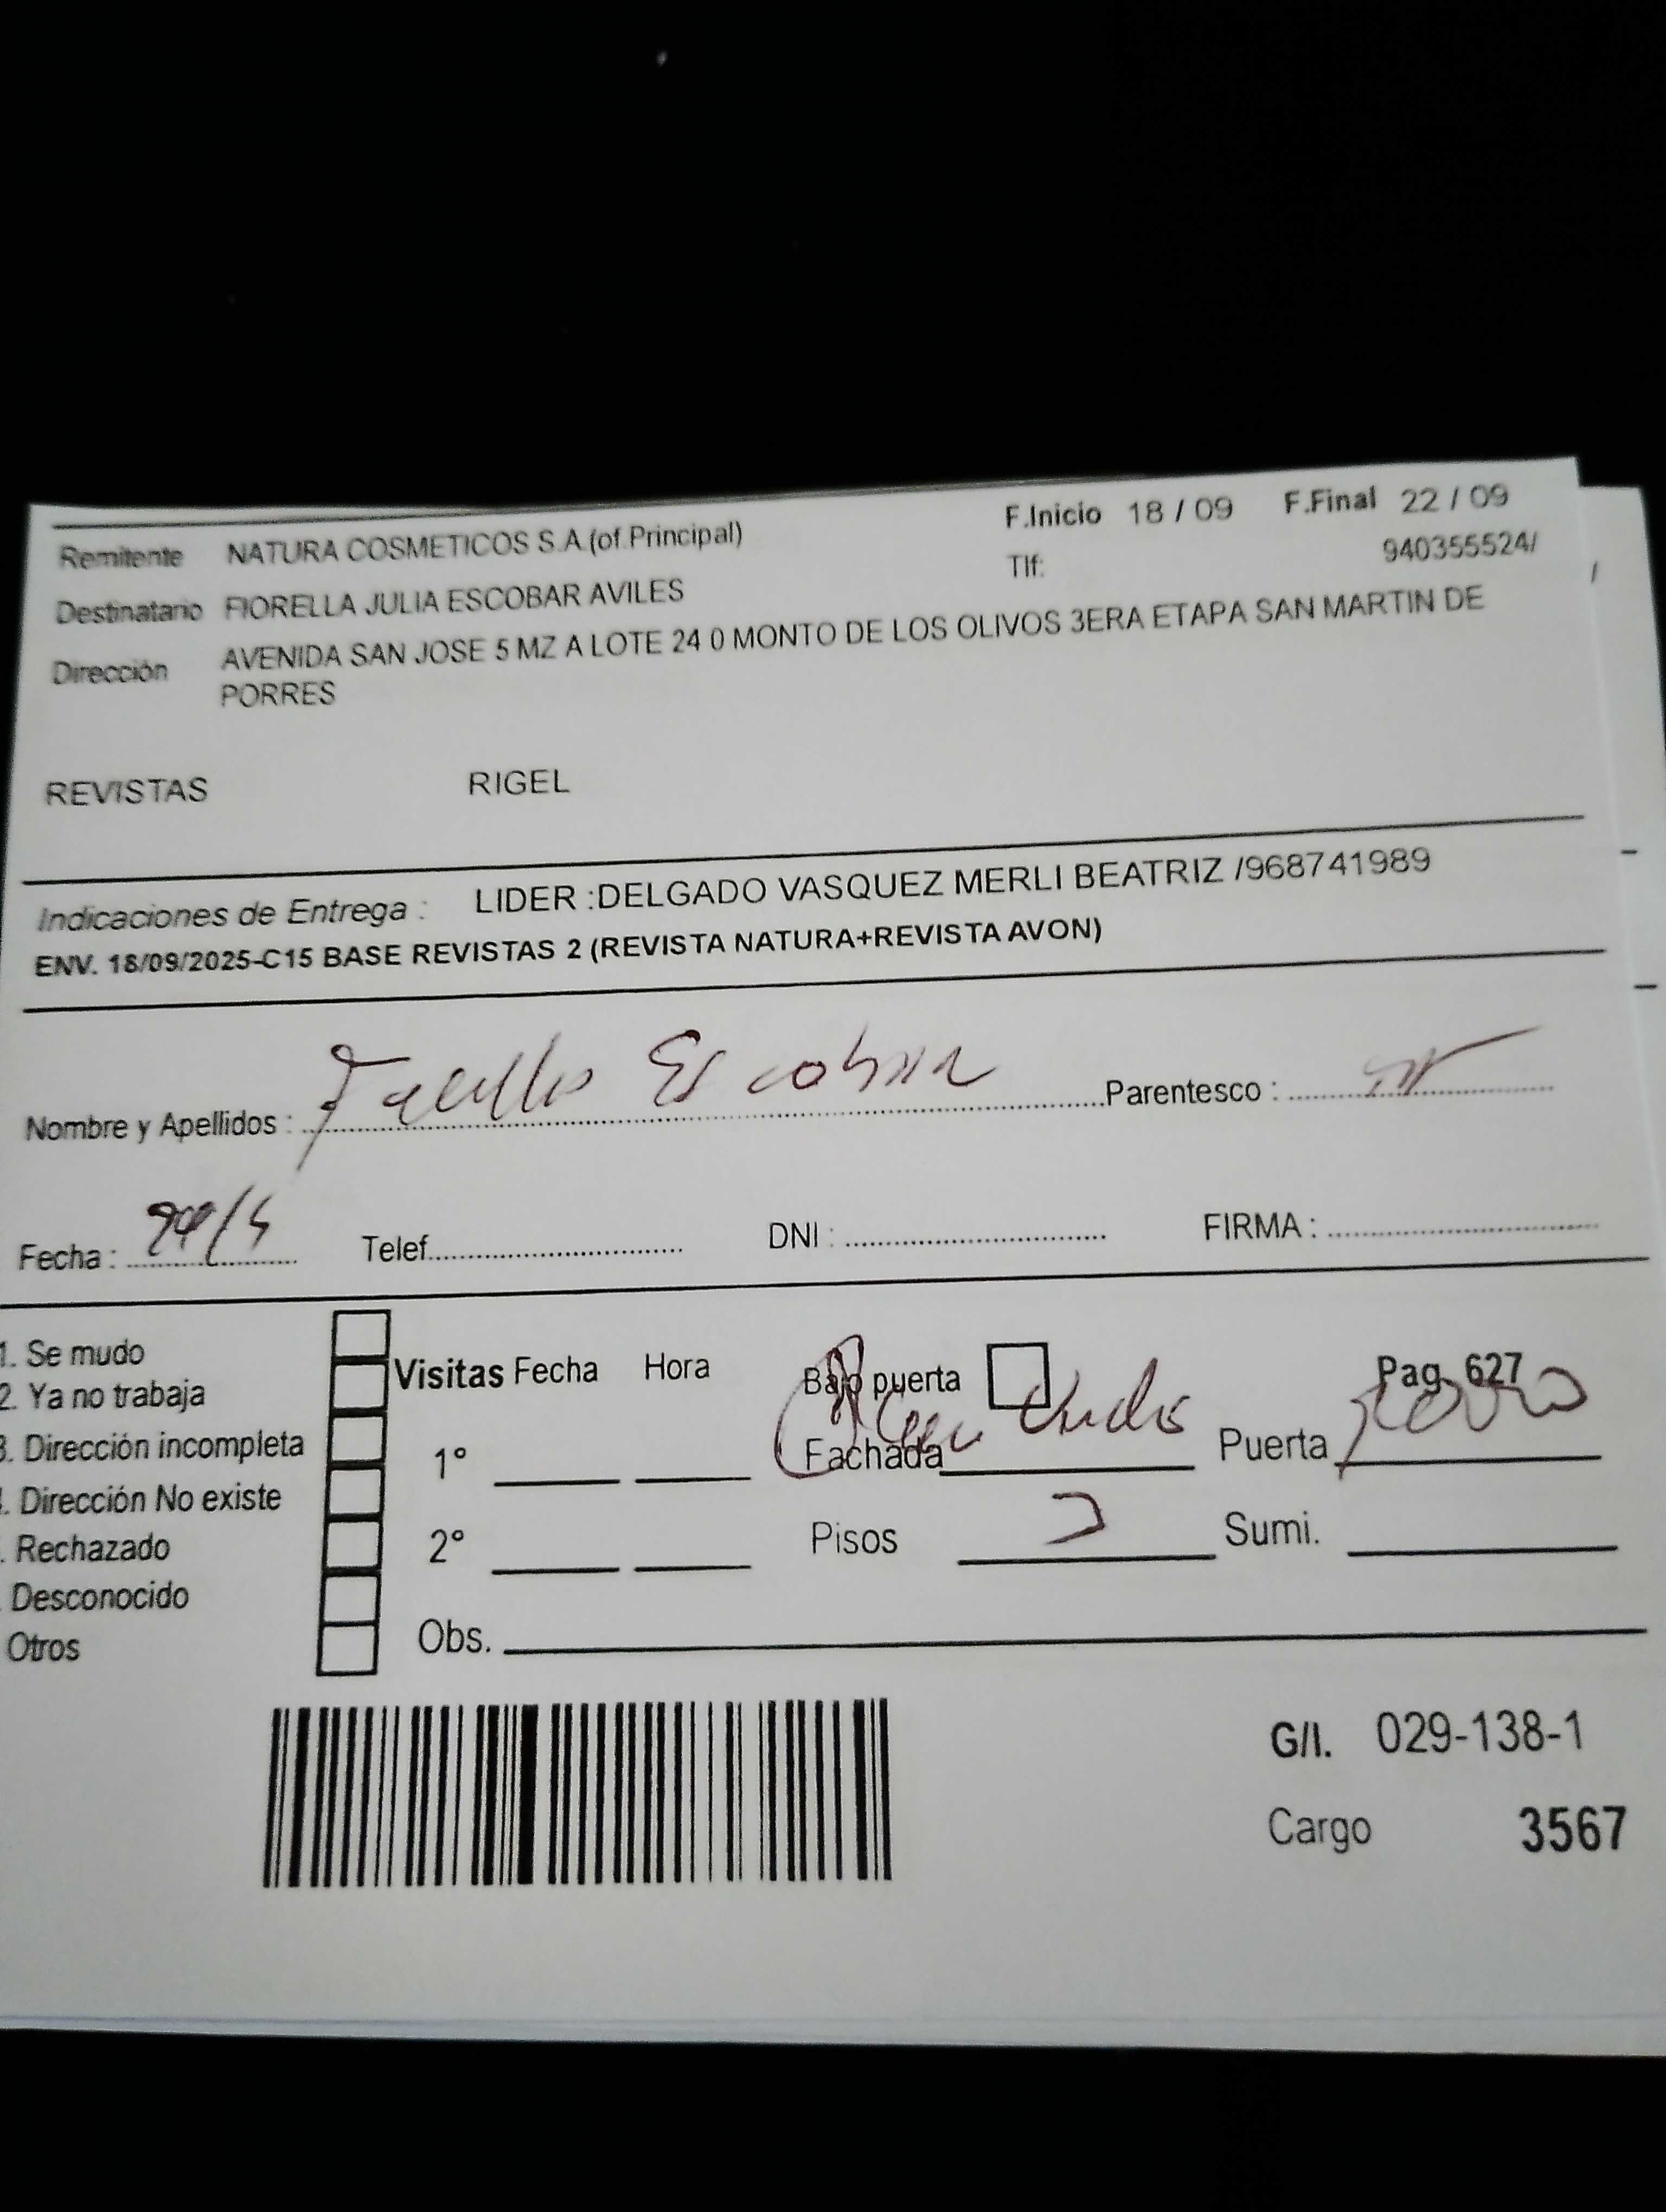 Remitente NATURA COSMETICOS S.A.(of.Principal) F.Inicio 18 / 09 F.Final 22 / 09
Tlf: 940355524/
Destinatario FIORELLA JULIA ESCOBAR AVILES
Dirección AVENIDA SAN JOSE 5 MZ A LOTE 24 0 MONTO DE LOS OLIVOS 3ERA ETAPA SAN MARTIN DE
PORRES
REVISTAS RIGEL
Indicaciones de Entrega : LIDER :DELGADO VASQUEZ MERLI BEATRIZ /968741989
ENV. 18/09/2025-C15 BASE REVISTAS 2 (REVISTA NATURA+REVISTA AVON)
Nombre y Apellidos : Escobar Parentesco :
Fecha : Telef. DNI : FIRMA :
1. Se mudo
2. Ya no trabaja
3. Dirección incompleta
. Dirección No existe
. Rechazado
Desconocido
Otros
Visitas Fecha Hora Bajo puerta Pag. 627
1° Fachada Puerta
2° Pisos 2 Sumi.
Obs.
G/I. 029-138-1
Cargo 3567